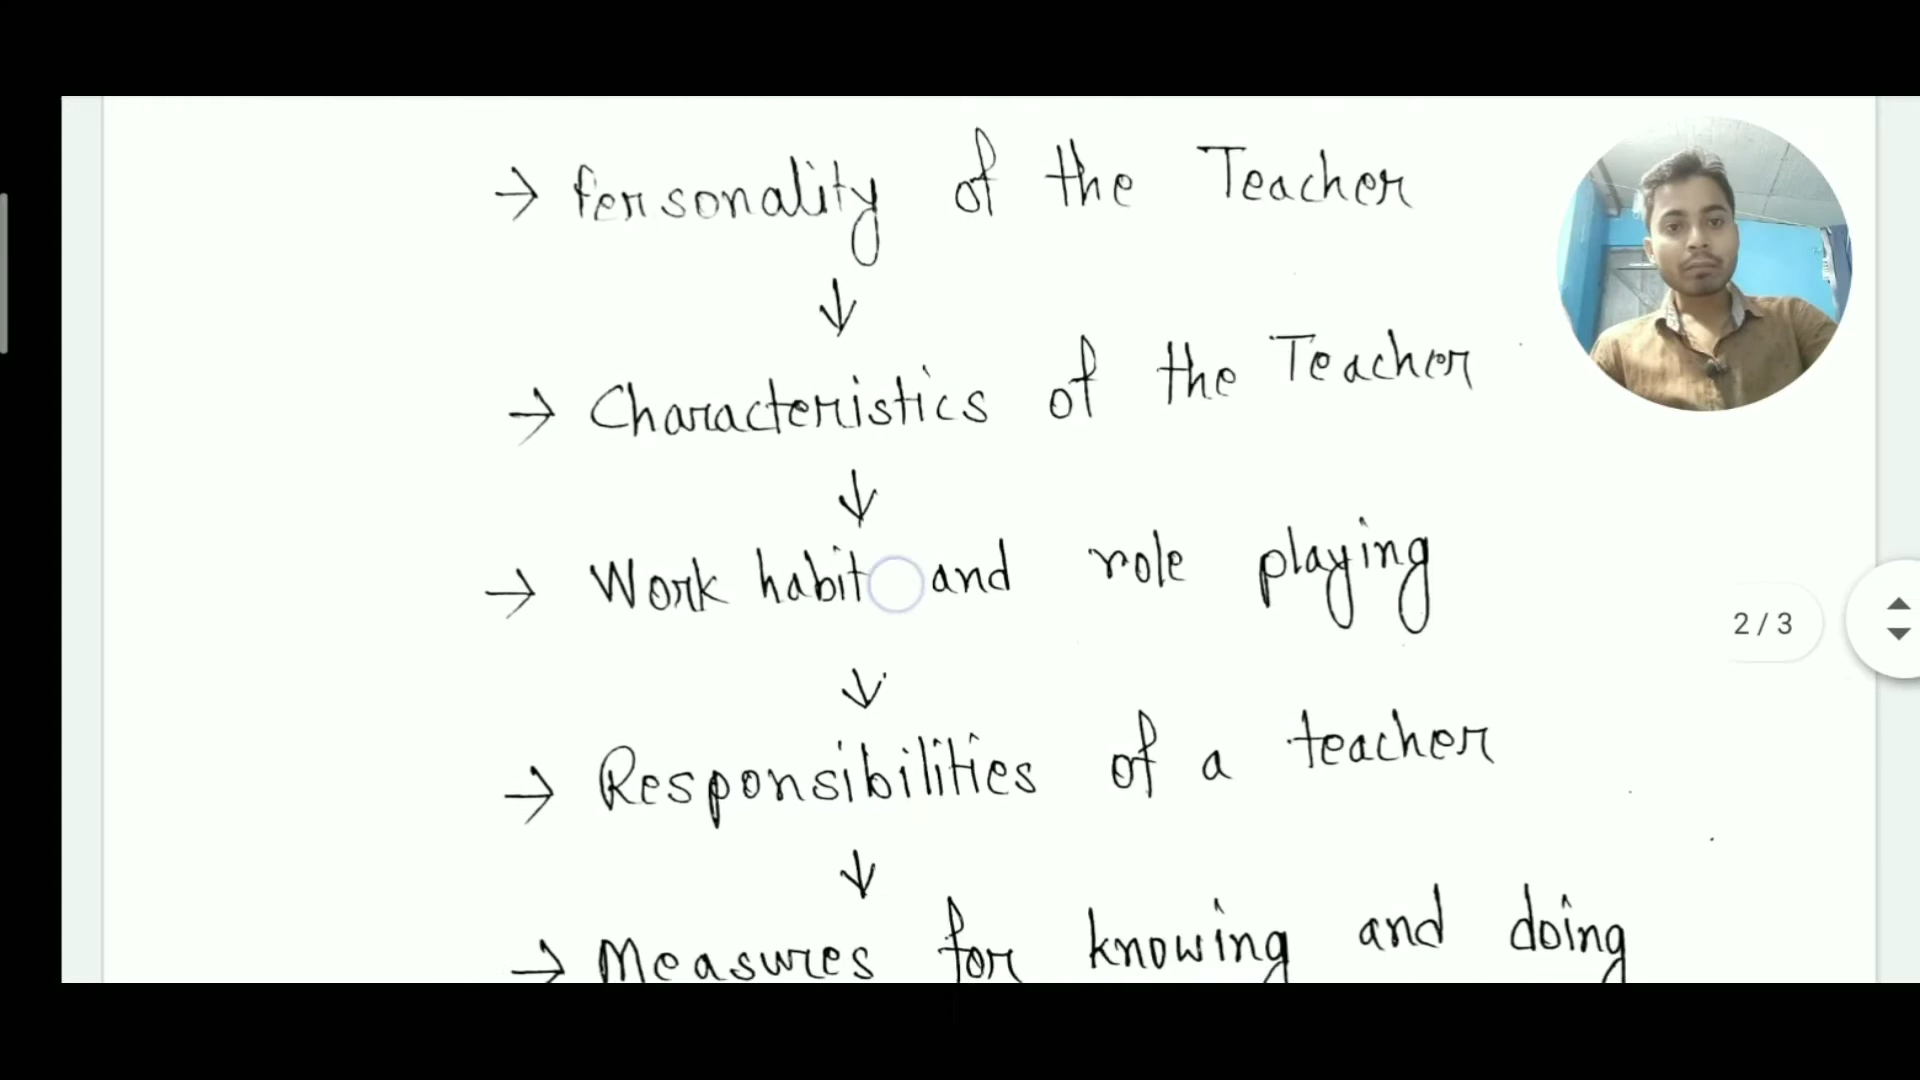 → Personality of the Teacher
↓
→ Characteristics of the Teacher
↓
→ Work habit and role playing
2/3
↓
→ Responsibilities of a teacher
↓
→ Measures for knowing and doing